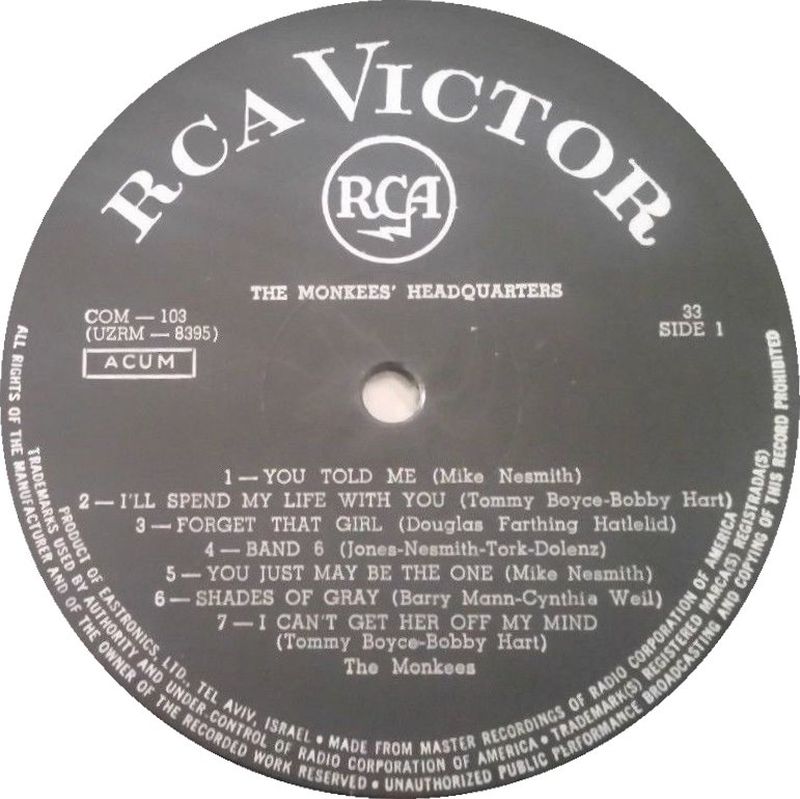 RCA VICTOR
RCA
THE MONKEES' HEADQUARTERS
COM — 103
(UZRM — 8395)
ACUM
33
SIDE 1
1 — YOU TOLD ME (Mike Nesmith)
2 — I'LL SPEND MY LIFE WITH YOU (Tommy Boyce-Bobby Hart)
3 — FORGET THAT GIRL (Douglas Farthing Hatlelid)
4 — BAND 6 (Jones-Nesmith-Tork-Dolenz)
5 — YOU JUST MAY BE THE ONE (Mike Nesmith)
6 — SHADES OF GRAY (Barry Mann-Cynthia Weil)
7 — I CAN'T GET HER OFF MY MIND
(Tommy Boyce-Bobby Hart)
The Monkees
PRODUCT OF EASTRONICS, LTD., TEL AVIV, ISRAEL • MADE FROM MASTER RECORDINGS OF RADIO CORPORATION OF AMERICA
TRADEMARKS USED BY AUTHORITY AND UNDER CONTROL OF RADIO CORPORATION OF AMERICA • TRADEMARK(S) REGISTERED MARCA(S) REGISTRADA(S)
ALL RIGHTS OF THE MANUFACTURER AND OF THE OWNER OF THE RECORDED WORK RESERVED • UNAUTHORIZED PUBLIC PERFORMANCE BROADCASTING AND COPYING OF THIS RECORD PROHIBITED